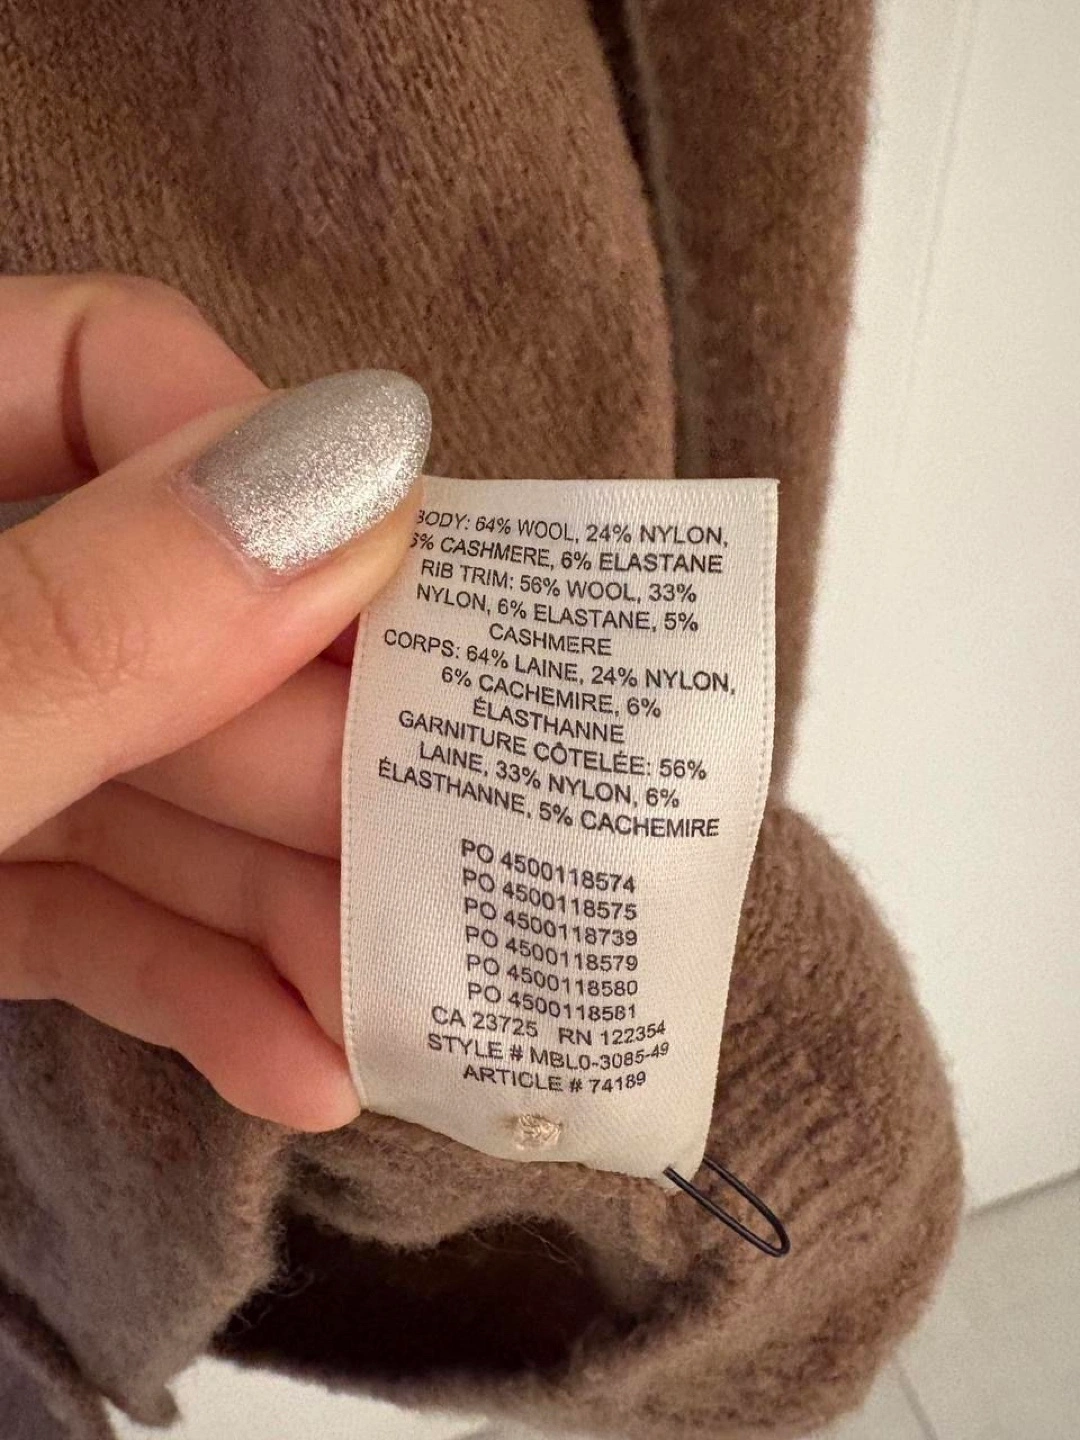 BODY: 64% WOOL, 24% NYLON,
6% CASHMERE, 6% ELASTANE
RIB TRIM: 56% WOOL, 33%
NYLON, 6% ELASTANE, 5%
CASHMERE
CORPS: 64% LAINE, 24% NYLON,
6% CACHEMIRE, 6%
ÉLASTHANNE
GARNITURE CÔTELÉE: 56%
LAINE, 33% NYLON, 6%
ÉLASTHANNE, 5% CACHEMIRE
PO 4500118574
PO 4500118575
PO 4500118739
PO 4500118579
PO 4500118580
PO 4500118581
CA 23725 RN 122354
STYLE # MBL0-3085-49
ARTICLE # 74189